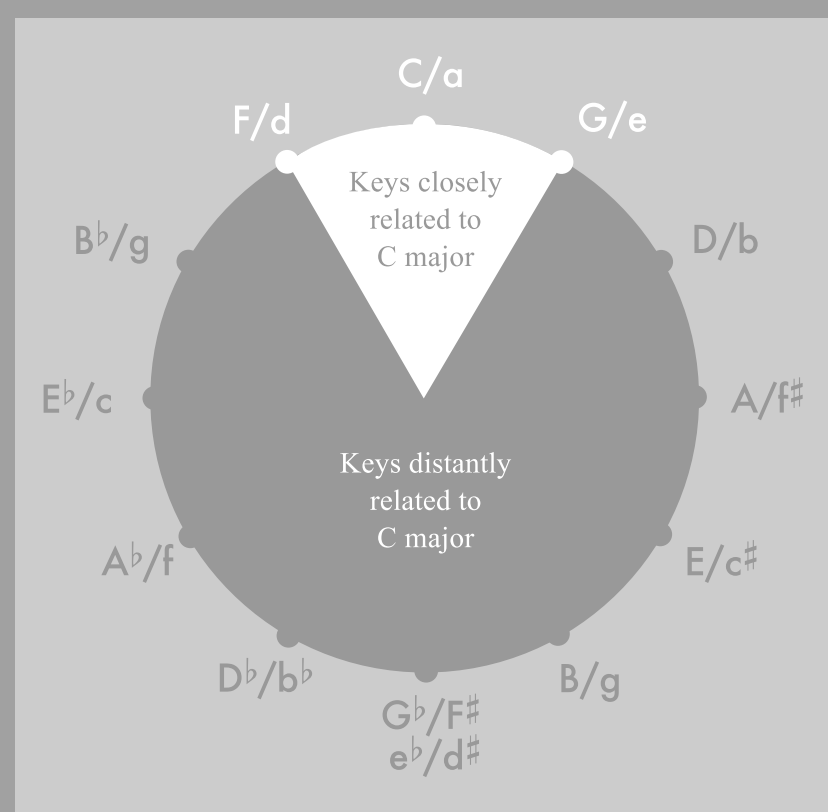 C/a
F/d
G/e
Keys closely
related to
C major
B♭/g
D/b
E♭/c
A/f♯
Keys distantly
related to
C major
A♭/f
E/c♯
D♭/b♭
B/g
G♭/F♯
e♭/d♯